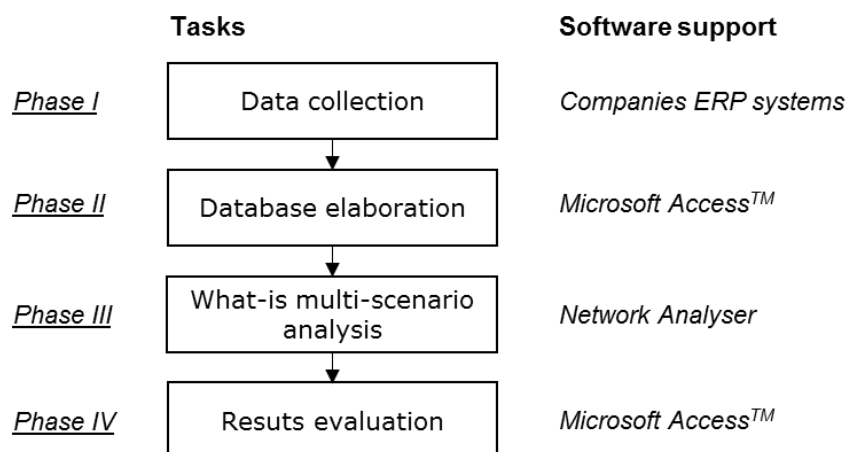 Tasks Software support
Phase I Data collection Companies ERP systems
Phase II Database elaboration Microsoft Access™
Phase III What-is multi-scenario analysis Network Analyser
Phase IV Resuts evaluation Microsoft Access™